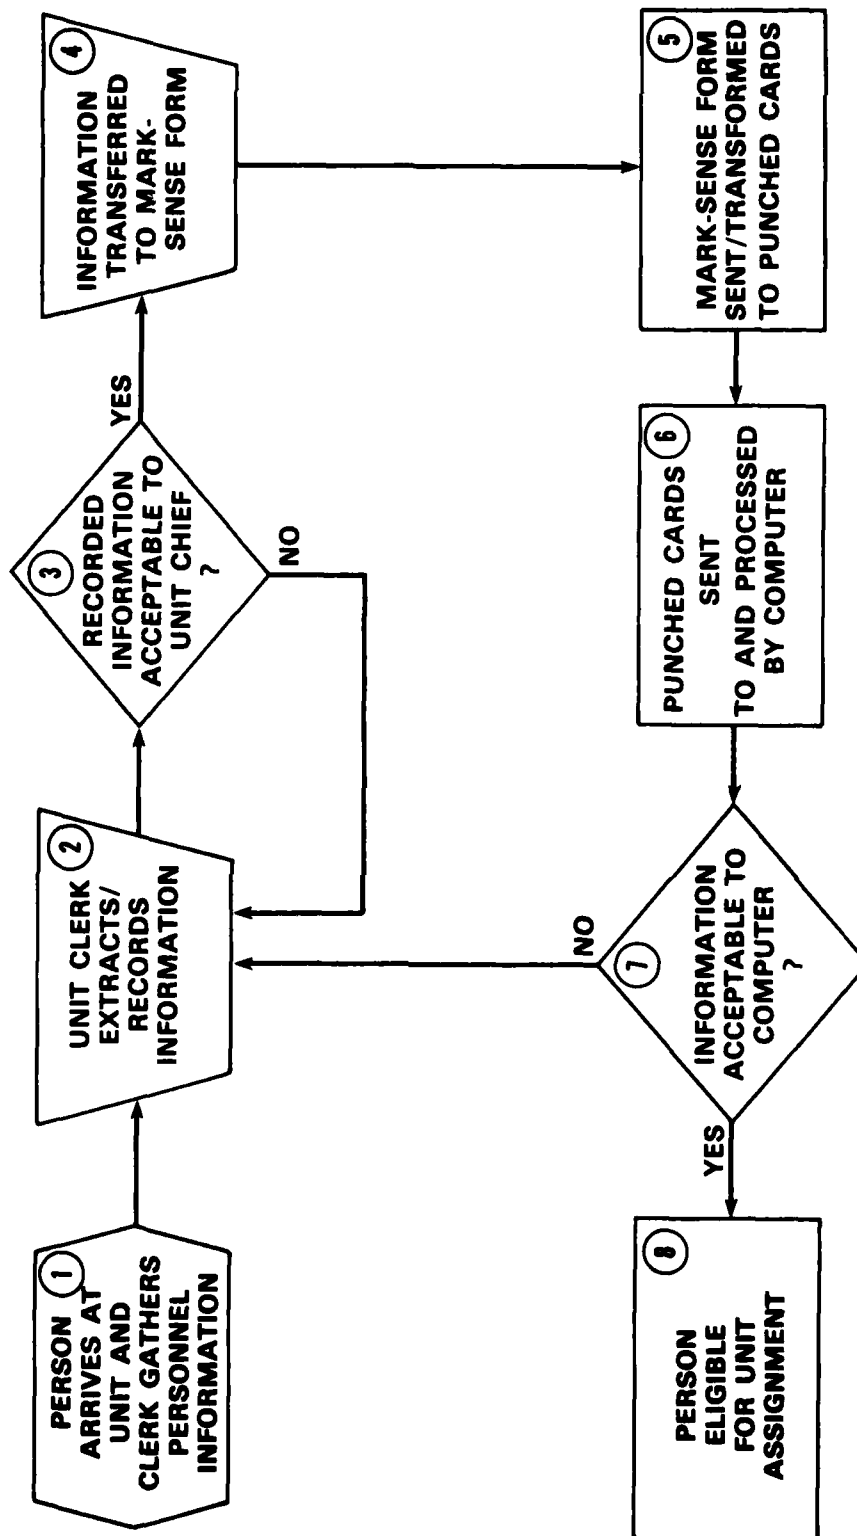 1
PERSON
ARRIVES AT
UNIT AND
CLERK GATHERS
PERSONNEL
INFORMATION
2
UNIT CLERK
EXTRACTS/
RECORDS
INFORMATION
3
RECORDED
INFORMATION
ACCEPTABLE TO
UNIT CHIEF
?
YES
NO
4
INFORMATION
TRANSFERRED
TO MARK-
SENSE FORM
5
MARK-SENSE FORM
SENT/TRANSFORMED
TO PUNCHED CARDS
6
PUNCHED CARDS
SENT
TO AND PROCESSED
BY COMPUTER
7
INFORMATION
ACCEPTABLE TO
COMPUTER
?
NO
YES
8
PERSON
ELIGIBLE
FOR UNIT
ASSIGNMENT